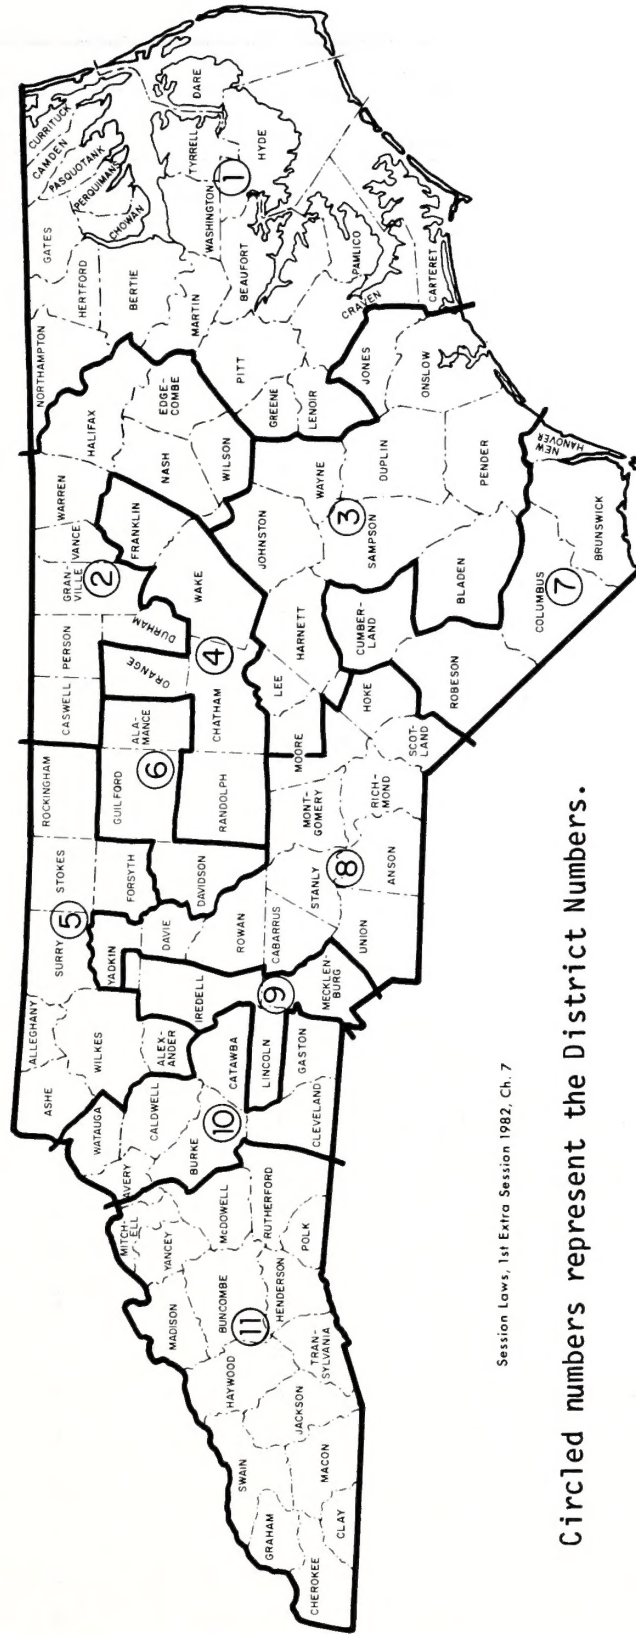 CURRITUCK
CAMDEN
PASQUOTANK
PERQUIMANS
CHOWAN
GATES
HERTFORD
BERTIE
NORTHAMPTON
DARE
TYRRELL
WASHINGTON
1
HYDE
MARTIN
BEAUFORT
PAMLICO
CRAVEN
CARTERET
PITT
GREENE
LENOIR
JONES
ONSLOW
HALIFAX
EDGE-
COMBE
NASH
WILSON
WARREN
VANCE
GRAN-
VILLE
2
FRANKLIN
WAKE
PERSON
DURHAM
ORANGE
CASWELL
4
CHATHAM
WAYNE
DUPLIN
PENDER
NEW
HANOVER
JOHNSTON
3
SAMPSON
HARNETT
CUMBER-
LAND
BLADEN
COLUMBUS
7
BRUNSWICK
LEE
HOKE
ROBESON
SCOT-
LAND
MOORE
ALA-
MANCE
6
GUILFORD
ROCKINGHAM
RANDOLPH
MONT-
GOMERY
RICH-
MOND
STANLY
8
ANSON
UNION
STOKES
FORSYTH
DAVIDSON
SURRY
5
YADKIN
DAVIE
ROWAN
CABARRUS
IREDELL
9
MECKLEN-
BURG
ALLEGHANY
ASHE
WILKES
ALEX-
ANDER
WATAUGA
CALDWELL
CATAWBA
LINCOLN
GASTON
BURKE
10
CLEVELAND
AVERY
MITCH-
ELL
YANCEY
McDOWELL
RUTHERFORD
POLK
MADISON
BUNCOMBE
11
HENDERSON
HAYWOOD
TRAN-
SYLVANIA
JACKSON
SWAIN
MACON
GRAHAM
CLAY
CHEROKEE
Session Laws, 1st Extra Session 1982, Ch. 7
Circled numbers represent the District Numbers.